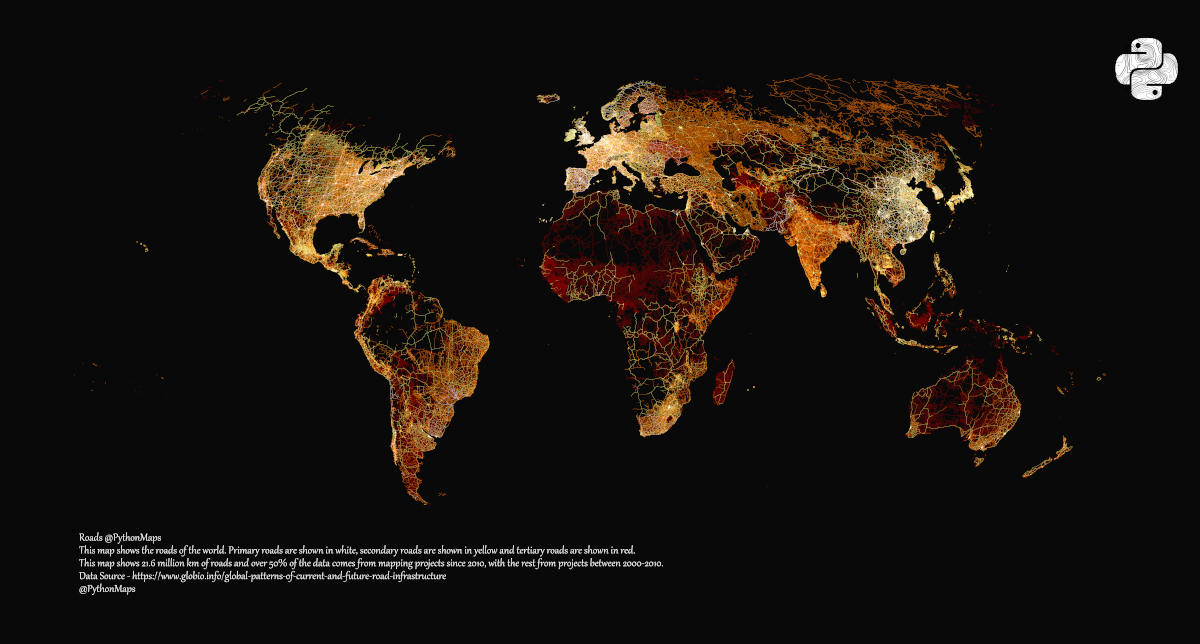 Roads @PythonMaps
This map shows the roads of the world. Primary roads are shown in white, secondary roads are shown in yellow and tertiary roads are shown in red.
This map shows 21.6 million km of roads and over 50% of the data comes from mapping projects since 2010, with the rest from projects between 2000-2010.
Data Source - https://www.globio.info/global-patterns-of-current-and-future-road-infrastructure
@PythonMaps